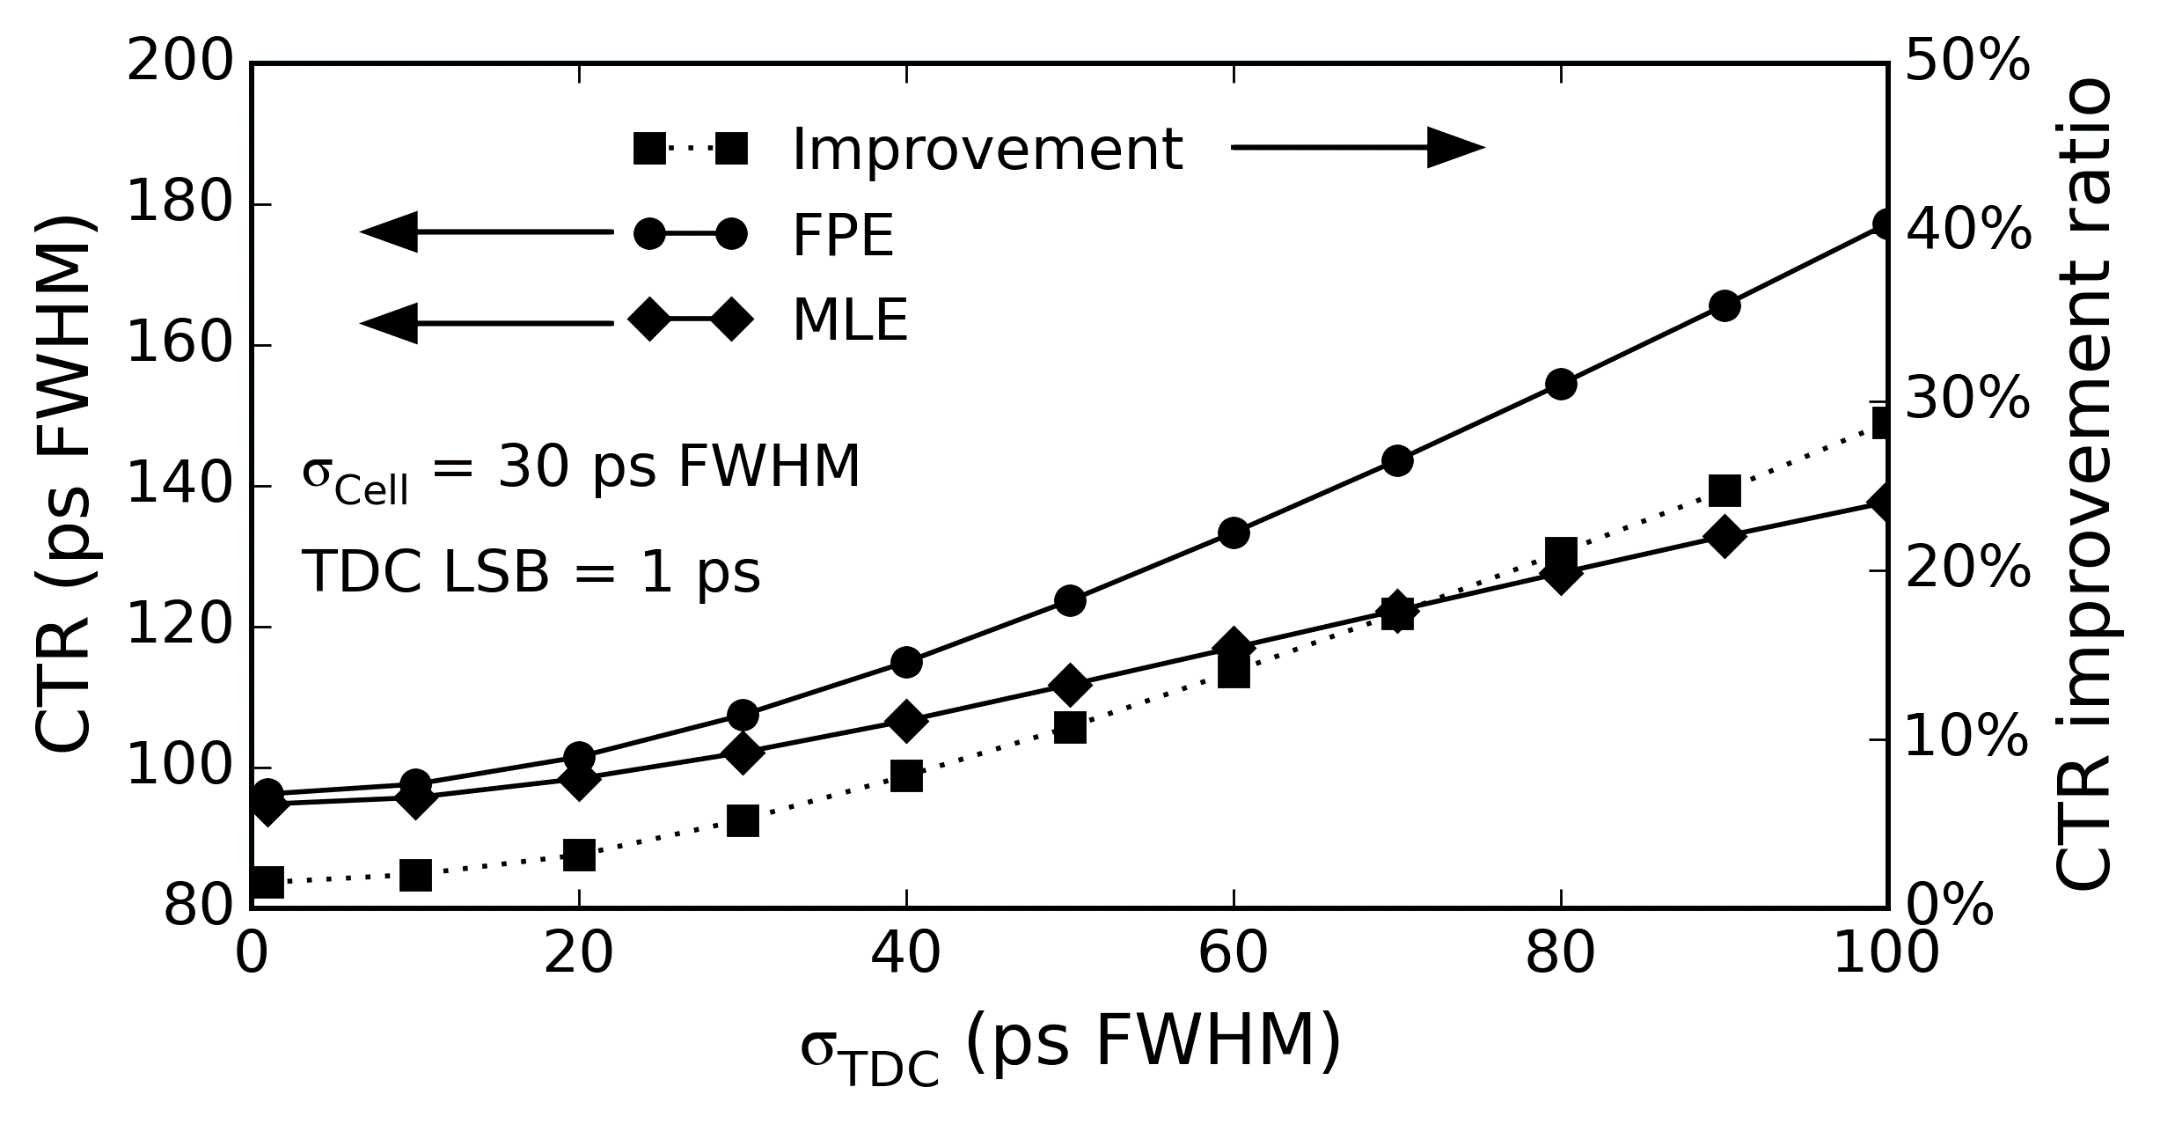 200
180
160
140
120
100
80
CTR (ps FWHM)
Improvement
FPE
MLE
σCell = 30 ps FWHM
TDC LSB = 1 ps
50%
40%
30%
20%
10%
0%
CTR improvement ratio
0 20 40 60 80 100
σTDC (ps FWHM)